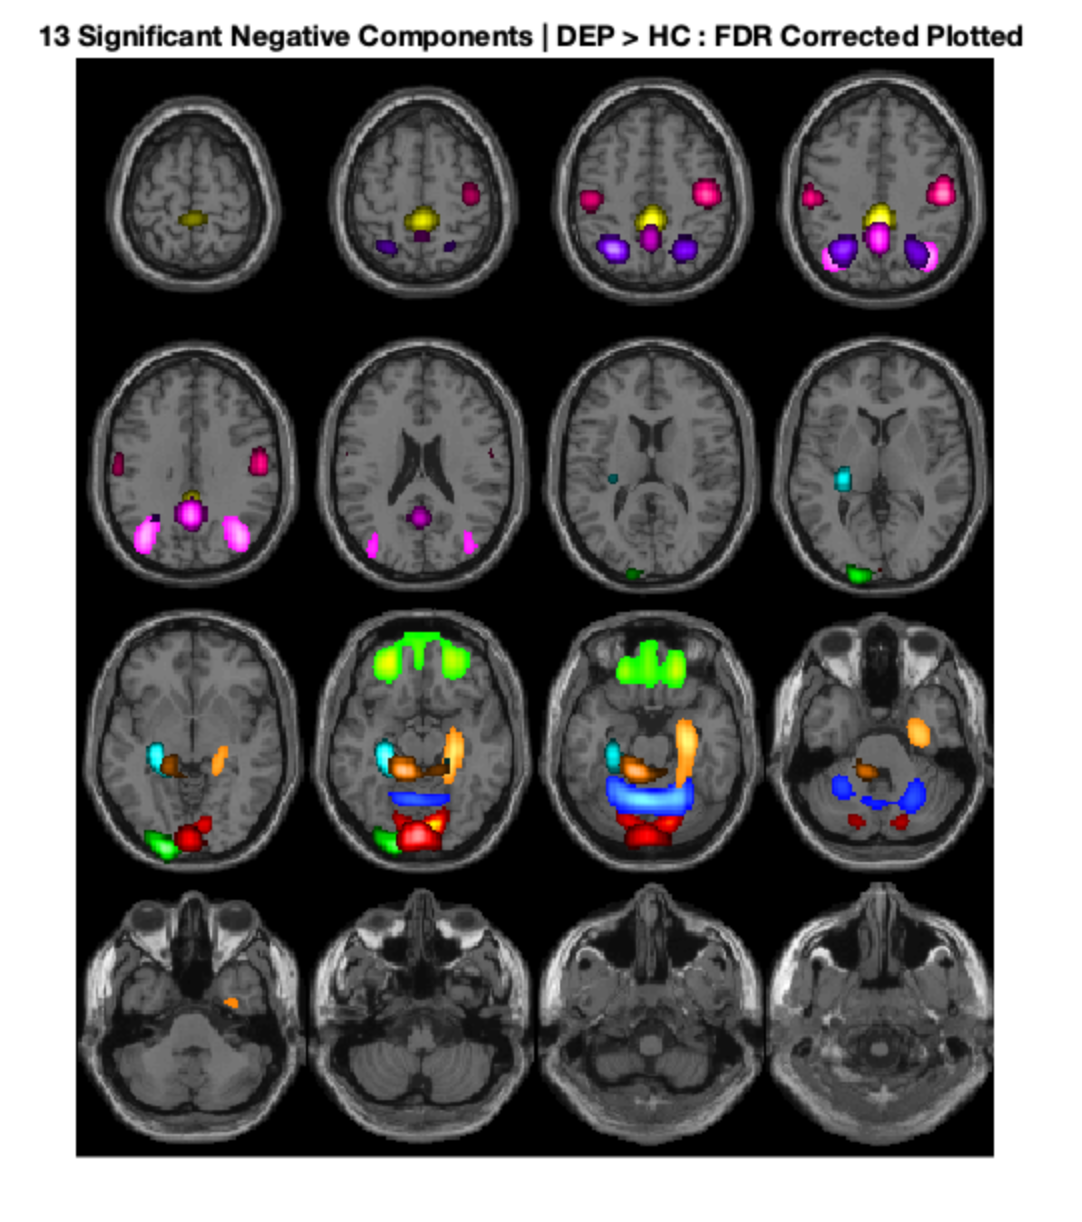 13 Significant Negative Components | DEP > HC : FDR Corrected Plotted